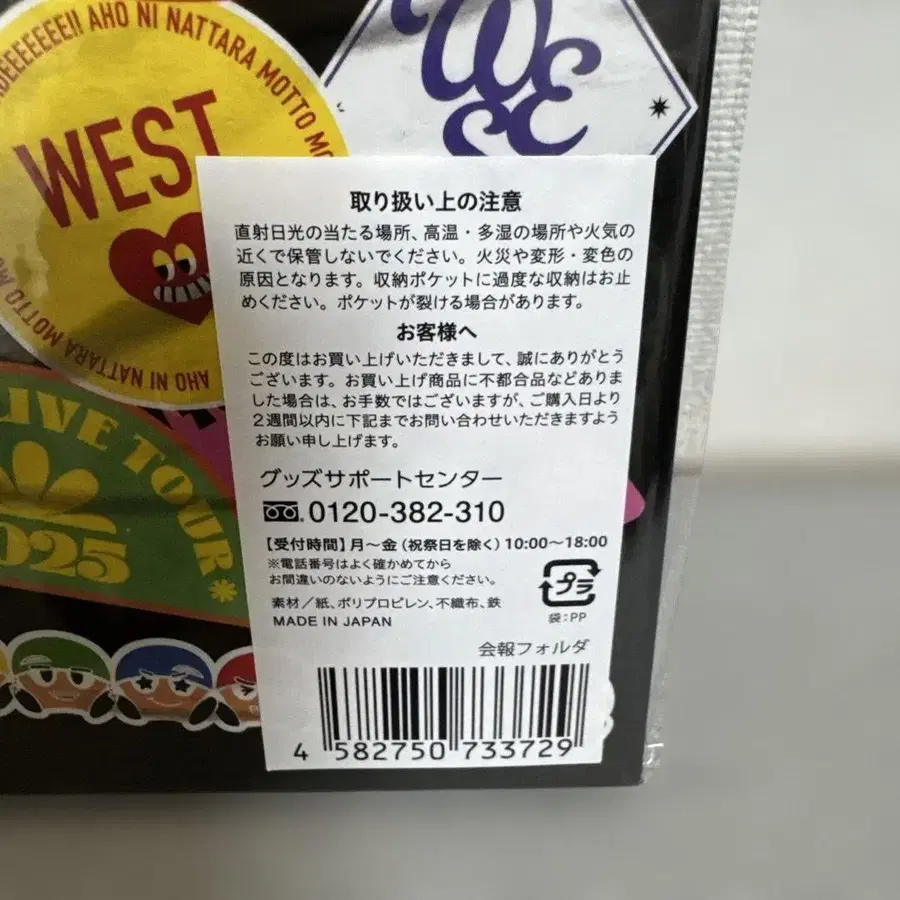 EEEEEEE!! AHO NI NATTARA MOTTO
WEST
AHO NI NATTARA MOTTO
WES
LIVE TOUR
025
取り扱い上の注意
直射日光の当たる場所、高温・多湿の場所や火気の
近くで保管しないでください。火災や変形・変色の
原因となります。収納ポケットに過度な収納はお止
めください。ポケットが裂ける場合があります。
お客様へ
この度はお買い上げいただきまして、誠にありがとう
ございます。お買い上げ商品に不都合品などありま
した場合は、お手数ではございますが、ご購入日より
2週間以内に下記までお問い合わせいただきますよう
お願い申し上げます。
グッズサポートセンター
0120-382-310
【受付時間】月〜金（祝祭日を除く）10:00〜18:00
※電話番号はよく確かめてから
お間違いのないようにご注意ください。
素材／紙、ポリプロピレン、不織布、鉄
MADE IN JAPAN
プラ
袋：PP
会報フォルダ
4 582750 733729